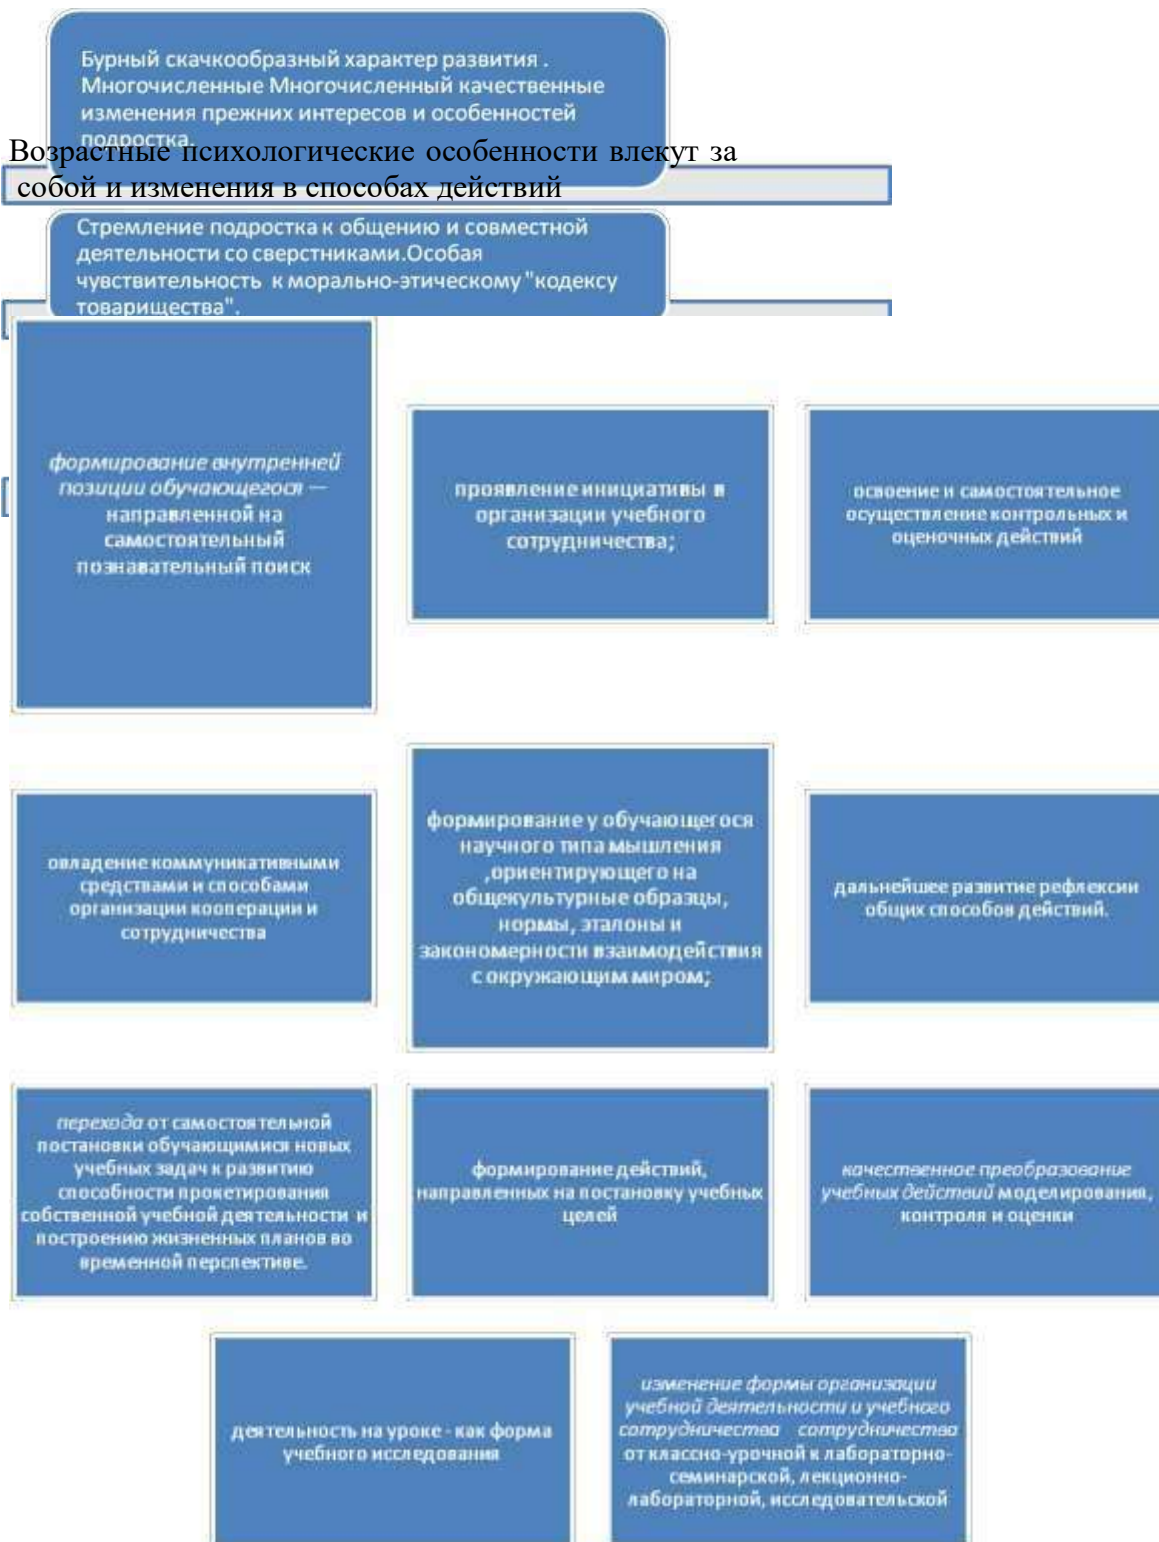 Бурный скачкообразный характер развития .
Многочисленные Многочисленный качественные
изменения прежних интересов и особенностей
подростка.
Возрастные психологические особенности влекут за
собой и изменения в способах действий
Стремление подростка к общению и совместной
деятельности со сверстниками.Особая
чувствительность к морально-этическому "кодексу
товарищества".
формирование внутренней
позиции обучающегося —
направленной на
самостоятельный
познавательный поиск
проявление инициативы в
организации учебного
сотрудничества;
освоение и самостоятельное
осуществление контрольных и
оценочных действий
овладение коммуникативными
средствами и способами
организации кооперации и
сотрудничества
формирование у обучающегося
научного типа мышления
,ориентирующего на
общекультурные образцы,
нормы, эталоны и
закономерности взаимодействия
с окружающим миром;
дальнейшее развитие рефлексии
общих способов действий.
перехода от самостоятельной
постановки обучающимися новых
учебных задач к развитию
способности прокетирования
собственной учебной деятельности и
построению жизненных планов во
временной перспективе.
формирование действий,
направленных на постановку учебных
целей
качественное преобразование
учебных действий моделирования,
контроля и оценки
деятельность на уроке - как форма
учебного исследования
изменение формы организации
учебной деятельности и учебного
сотрудничества сотрудничества
от классно-урочной к лабораторно-
семинарской, лекционно-
лабораторной, исследовательской